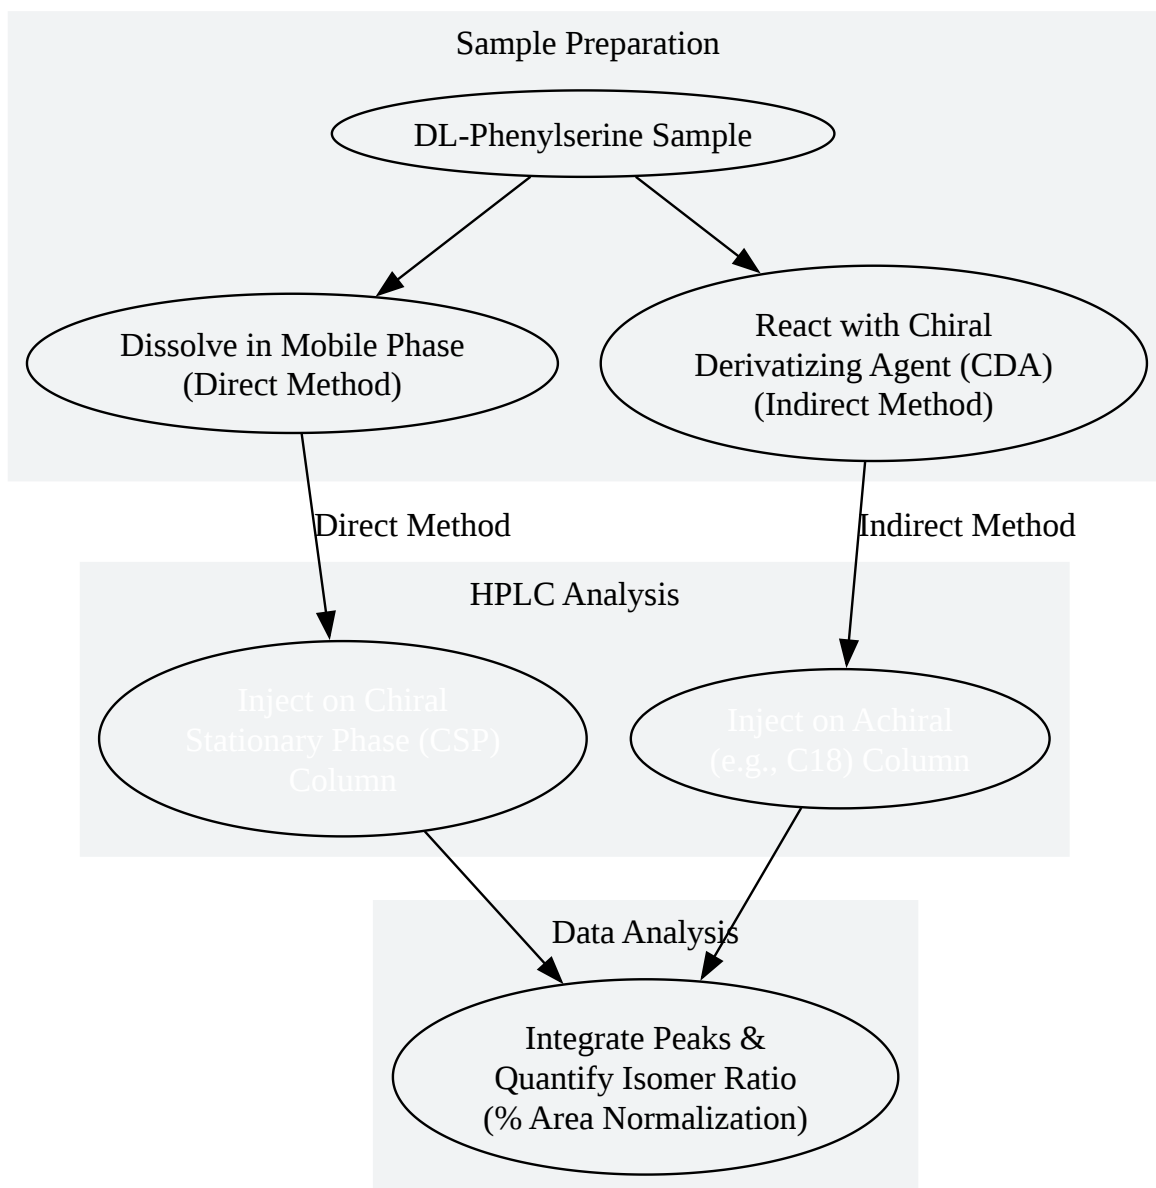 Sample Preparation
DL-Phenylserine Sample
Dissolve in Mobile Phase
(Direct Method)
React with Chiral
Derivatizing Agent (CDA)
(Indirect Method)
Direct Method
Indirect Method
HPLC Analysis
Inject on Chiral
Stationary Phase (CSP)
Column
Inject on Achiral
(e.g., C18) Column
Data Analysis
Integrate Peaks &
Quantify Isomer Ratio
(% Area Normalization)